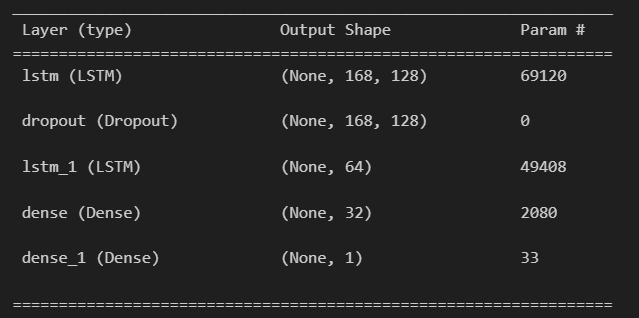 Layer (type) Output Shape Param #
=================================================================
lstm (LSTM) (None, 168, 128) 69120
dropout (Dropout) (None, 168, 128) 0
lstm_1 (LSTM) (None, 64) 49408
dense (Dense) (None, 32) 2080
dense_1 (Dense) (None, 1) 33
=================================================================